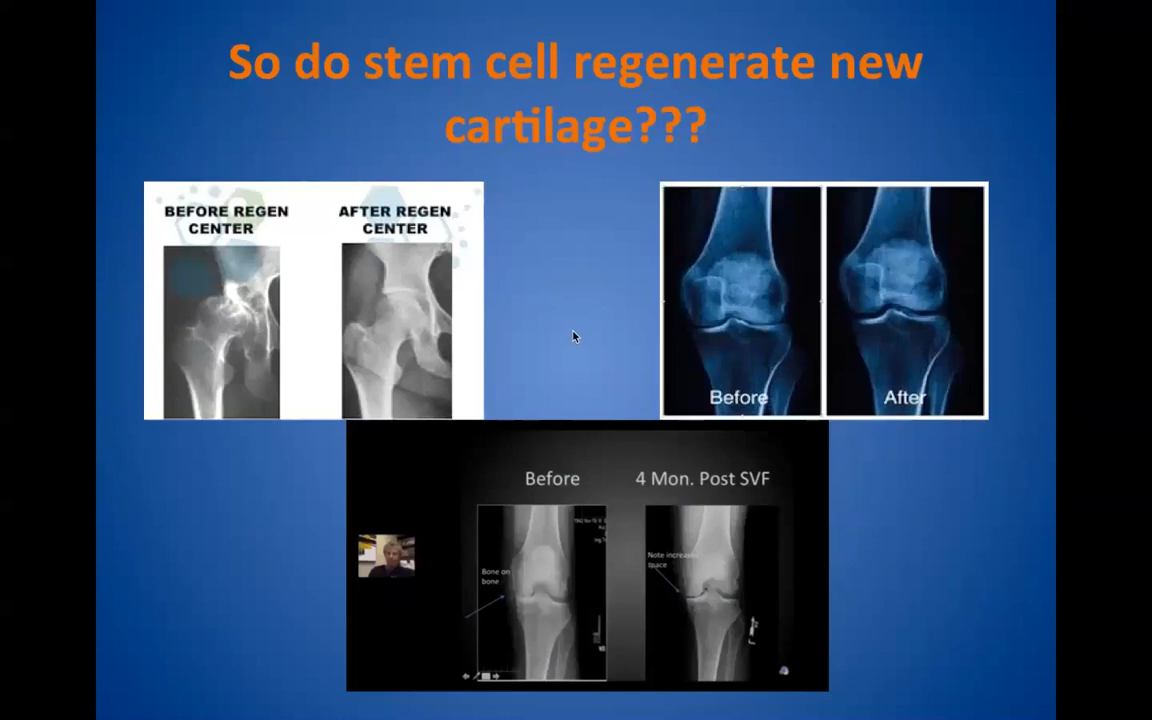 So do stem cell regenerate new
cartilage???
BEFORE REGEN
CENTER
AFTER REGEN
CENTER
Before
After
Before
4 Mon. Post SVF
Bone on
bone
Note increased
space